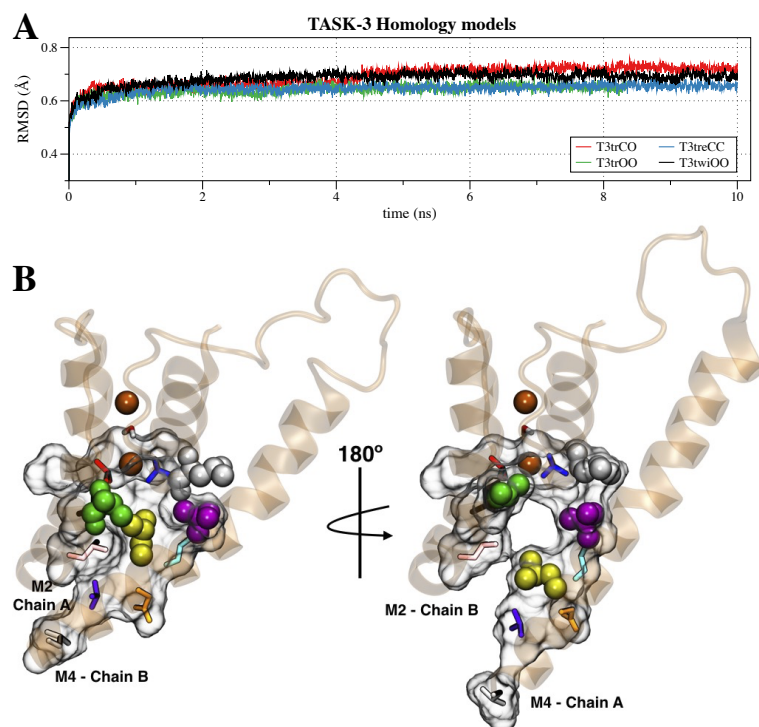 A
TASK-3 Homology models
0.8
0.6
0.4
RMSD (Å)
T3trCO
T3treCC
T3trOO
T3twiOO
0
2
4
6
8
10
time (ns)
B
180º
M2
Chain A
M4 - Chain B
M2 - Chain B
M4 - Chain A